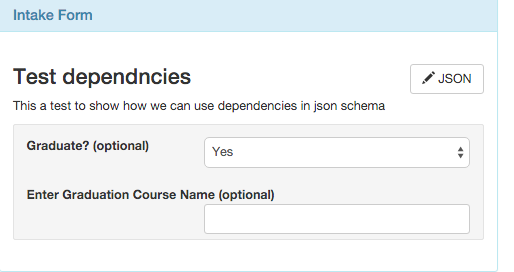 Intake Form
Test dependncies
JSON
This a test to show how we can use dependencies in json schema
Graduate? (optional)
Yes
Enter Graduation Course Name (optional)